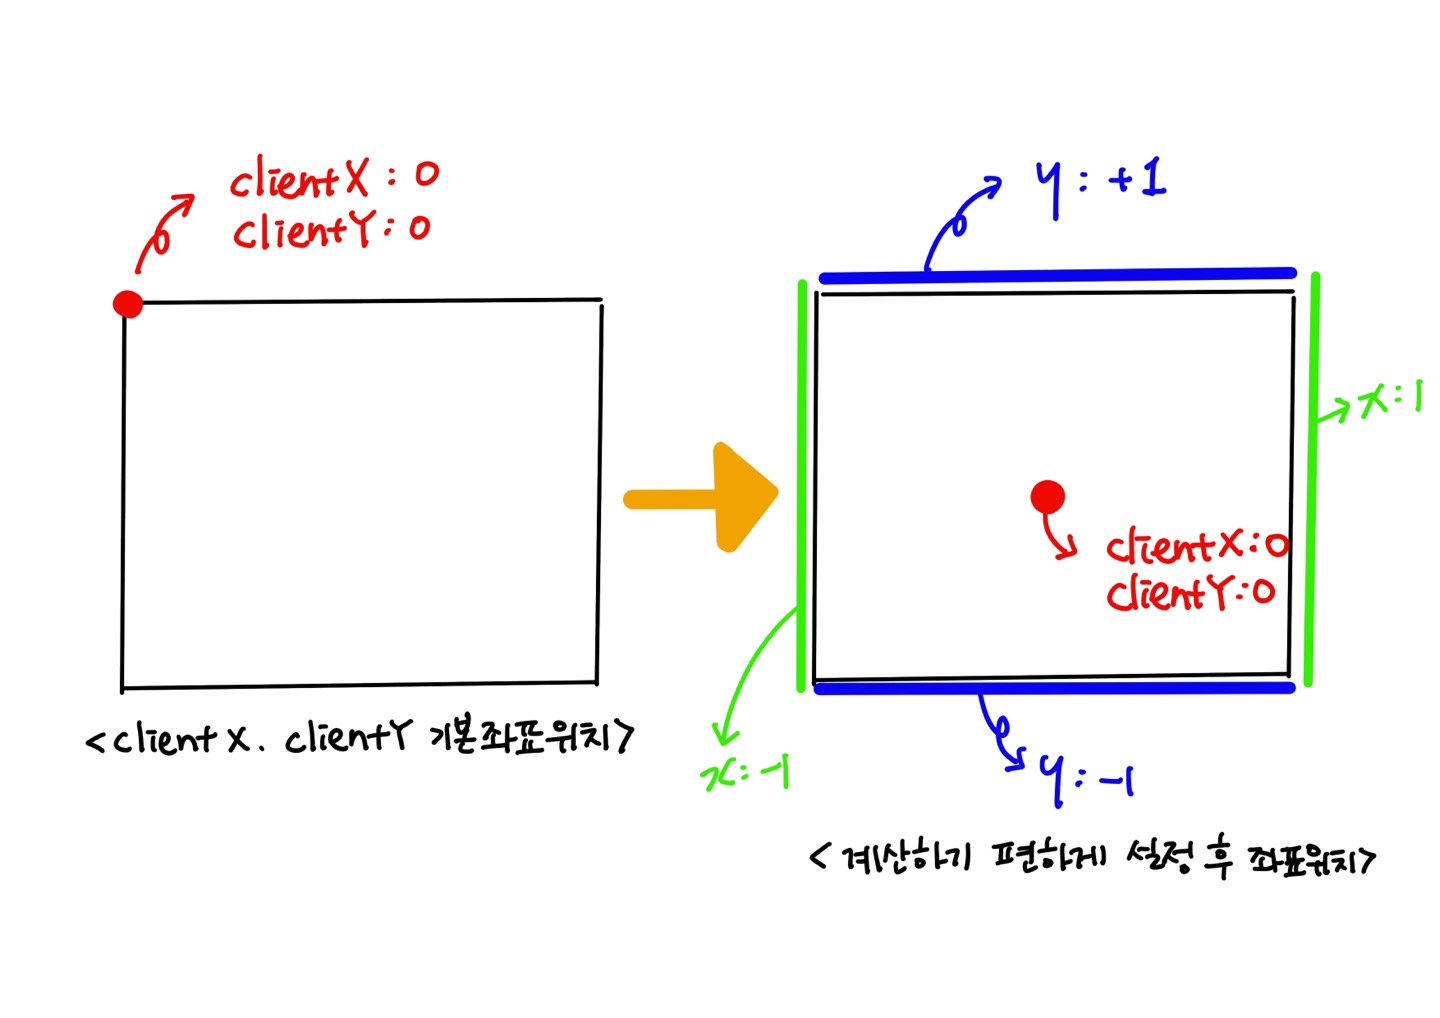 clientX : 0
clientY : 0
<clientX. clientY 기본좌표위치>
y : +1
x : 1
clientX : 0
clientY : 0
x : -1
y : -1
<계산하기 편하게 설정 후 좌표위치>